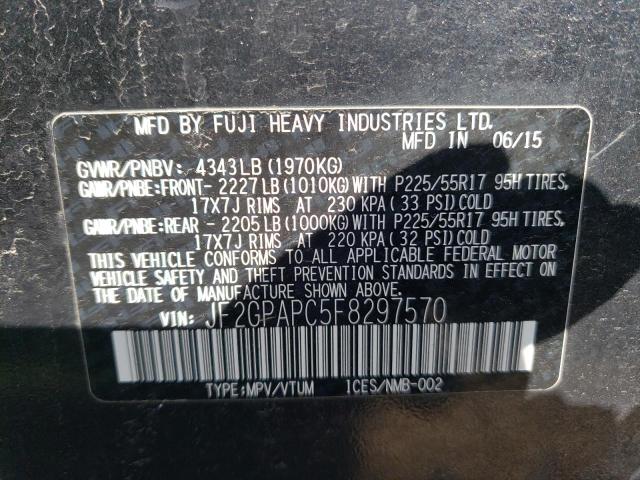 MFD BY FUJI HEAVY INDUSTRIES LTD.
MFD IN 06/15
GVWR/PNBV: 4343LB (1970KG)
GAWR/PNBE:FRONT- 2227LB(1010KG)WITH P225/55R17 95H TIRES,
17X7J RIMS AT 230 KPA (33 PSI)COLD
GAWR/PNBE:REAR - 2205LB(1000KG)WITH P225/55R17 95H TIRES,
17X7J RIMS AT 220 KPA (32 PSI)COLD
THIS VEHICLE CONFORMS TO ALL APPLICABLE FEDERAL MOTOR
VEHICLE SAFETY AND THEFT PREVENTION STANDARDS IN EFFECT ON
THE DATE OF MANUFACTURE SHOWN ABOVE.
VIN: JF2GPAPC5F8297570
TYPE:MPV/VTUM ICES/NMB-002